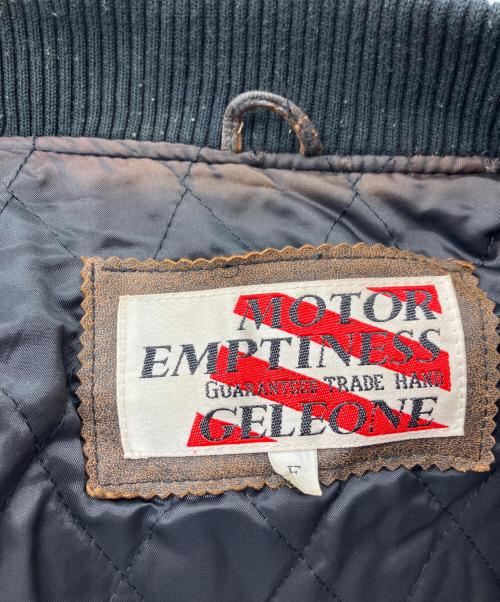 MOTOR
EMPTINESS
GUARANTEED TRADE HAND
GELEONE